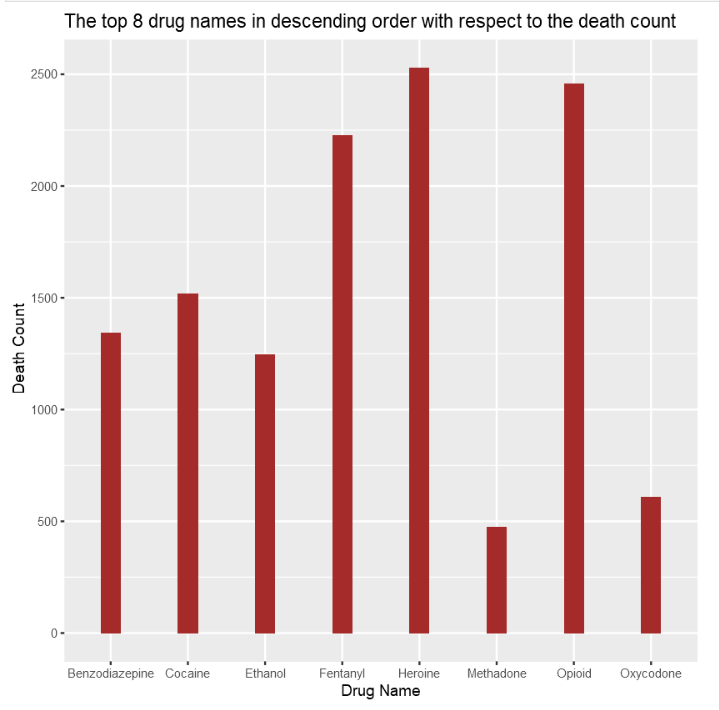 The top 8 drug names in descending order with respect to the death count
2500
2000
1500
1000
500
0
Death Count
Benzodiazepine Cocaine Ethanol Fentanyl Heroine Methadone Opioid Oxycodone
Drug Name